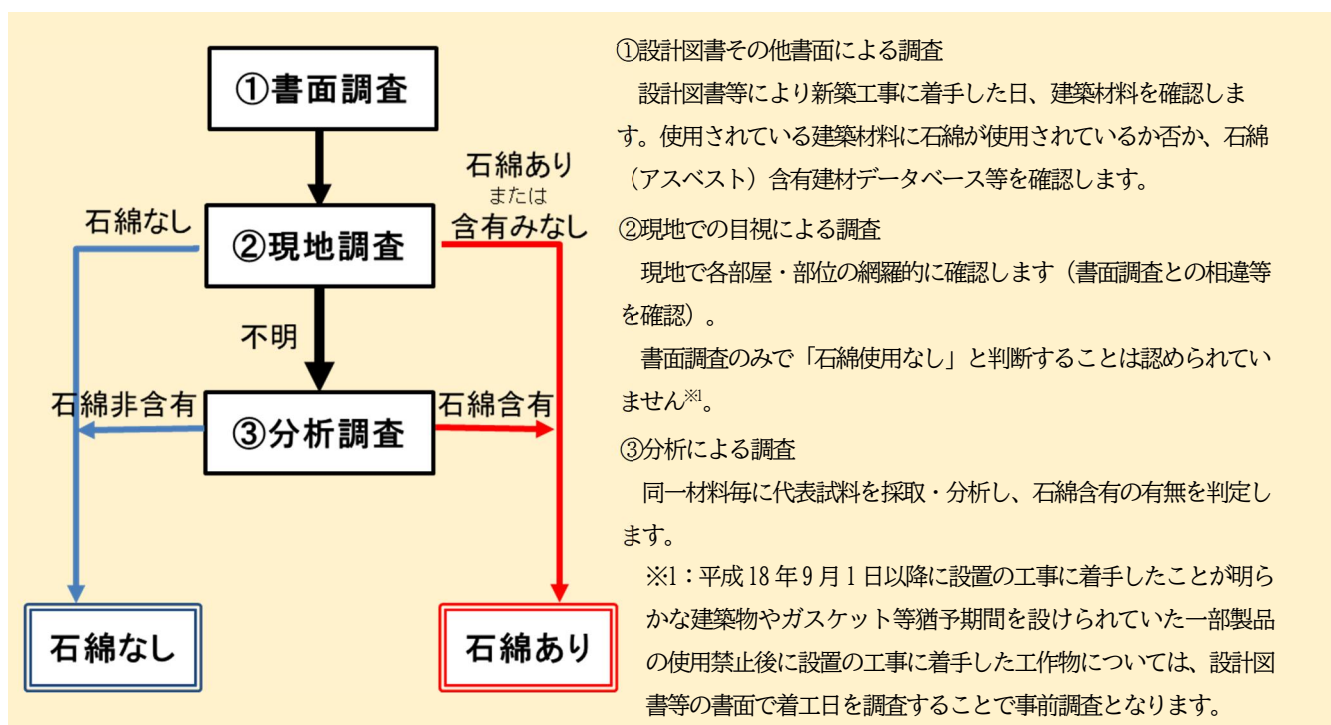 ①書面調査
石綿あり
または
含有みなし
石綿なし
②現地調査
不明
石綿非含有
石綿含有
③分析調査
石綿なし
石綿あり
①設計図書その他書面による調査
設計図書等により新築工事に着手した日、建築材料を確認しま
す。使用されている建築材料に石綿が使用されているか否か、石綿
（アスベスト）含有建材データベース等を確認します。
②現地での目視による調査
現地で各部屋・部位の網羅的に確認します（書面調査との相違等
を確認）。
書面調査のみで「石綿使用なし」と判断することは認められてい
ません※1。
③分析による調査
同一材料毎に代表試料を採取・分析し、石綿含有の有無を判定し
ます。
※1：平成18年9月1日以降に設置の工事に着手したことが明ら
かな建築物やガスケット等猶予期間を設けられていた一部製品
の使用禁止後に設置の工事に着手した工作物については、設計図
書等の書面で着工日を調査することで事前調査となります。